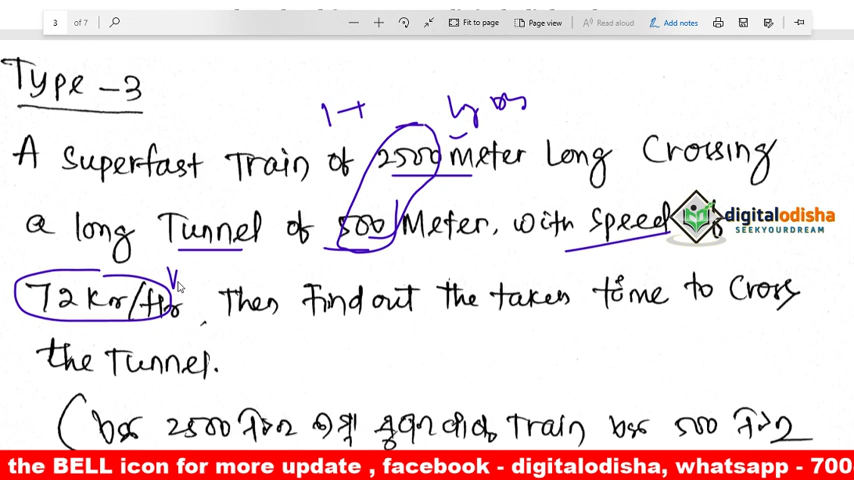 3 of 7 Fit to page Page view Read aloud Add notes
Type -3
A Superfast Train of 2500 Meter Long Crossing
a long Tunnel of 500 Meter, with Speed
digitalodisha
SEEKYOURDREAM
72 Km/Hr, Then Find out the taken time to Cross
the Tunnel.
2500 Train 500
the BELL icon for more update , facebook - digitalodisha, whatsapp - 700